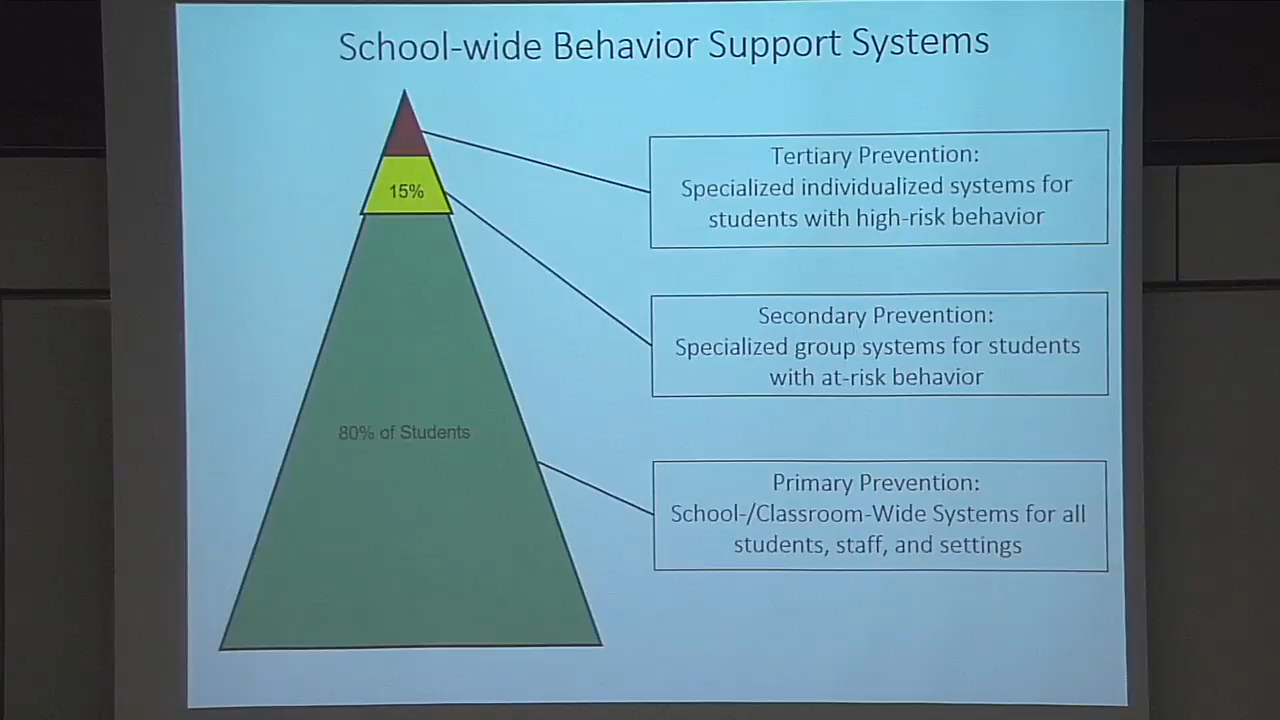 School-wide Behavior Support Systems
15%
80% of Students
Tertiary Prevention:
Specialized individualized systems for
students with high-risk behavior
Secondary Prevention:
Specialized group systems for students
with at-risk behavior
Primary Prevention:
School-/Classroom-Wide Systems for all
students, staff, and settings